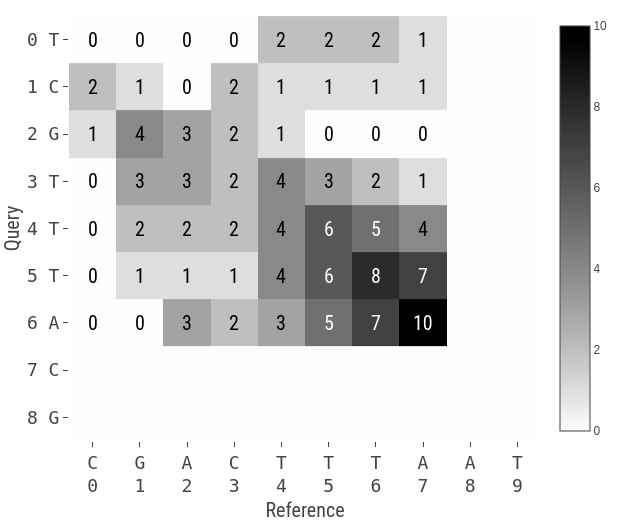 0 T 0 0 0 0 2 2 2 1
1 C 2 1 0 2 1 1 1 1
2 G 1 4 3 2 1 0 0 0
3 T 0 3 3 2 4 3 2 1
4 T 0 2 2 2 4 6 5 4
5 T 0 1 1 1 4 6 8 7
6 A 0 0 3 2 3 5 7 10
7 C
8 G
Query
C G A C T T T A A T
0 1 2 3 4 5 6 7 8 9
Reference
10
8
6
4
2
0